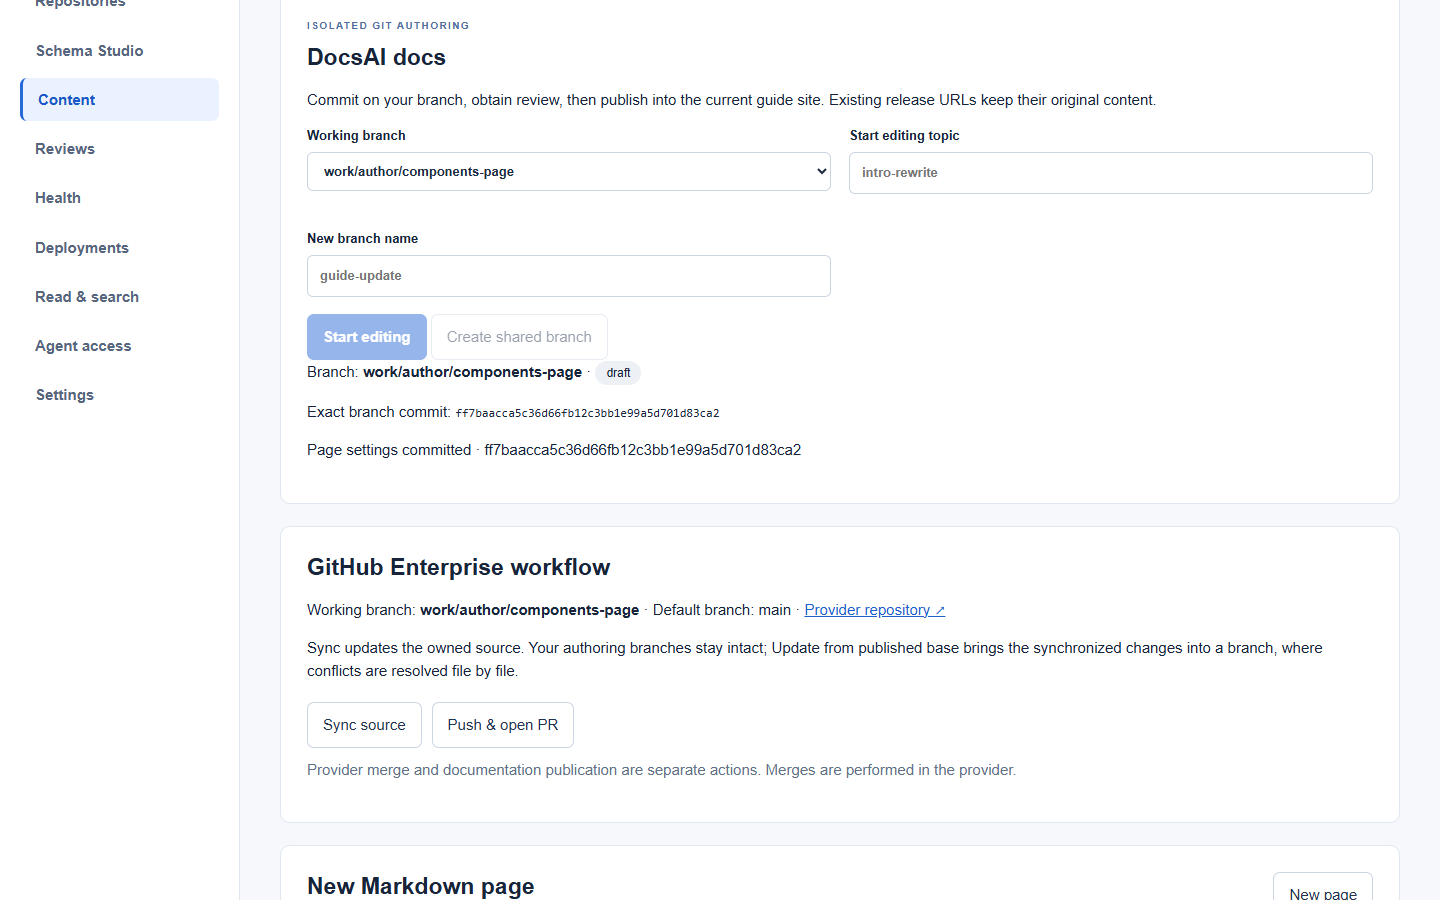 Repositories
Schema Studio
Content
Reviews
Health
Deployments
Read & search
Agent access
Settings
ISOLATED GIT AUTHORING
DocsAI docs
Commit on your branch, obtain review, then publish into the current guide site. Existing release URLs keep their original content.
Working branch
Start editing topic
work/author/components-page
intro-rewrite
New branch name
guide-update
Start editing
Create shared branch
Branch: work/author/components-page · draft
Exact branch commit: ff7baacca5c36d66fb12c3bb1e99a5d701d83ca2
Page settings committed · ff7baacca5c36d66fb12c3bb1e99a5d701d83ca2
GitHub Enterprise workflow
Working branch: work/author/components-page · Default branch: main · Provider repository ↗
Sync updates the owned source. Your authoring branches stay intact; Update from published base brings the synchronized changes into a branch, where
conflicts are resolved file by file.
Sync source
Push & open PR
Provider merge and documentation publication are separate actions. Merges are performed in the provider.
New Markdown page
New page